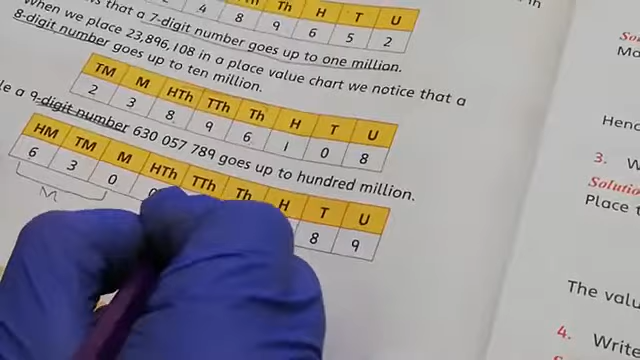 Th H T U
4 8 9 6 5 2
s that a 7-digit number goes up to one million.
When we place 23,896,108 in a place value chart we notice that a
8-digit number goes up to ten million.
TM M HTh TTh Th H T U
2 3 8 9 6 1 0 8
a 9-digit number 630 057 789 goes up to hundred million.
HM TM M HTh TTh Th H T U
6 3 0 0 8 9
M
in
Henc
3. W
Place t
The valu
4. Write